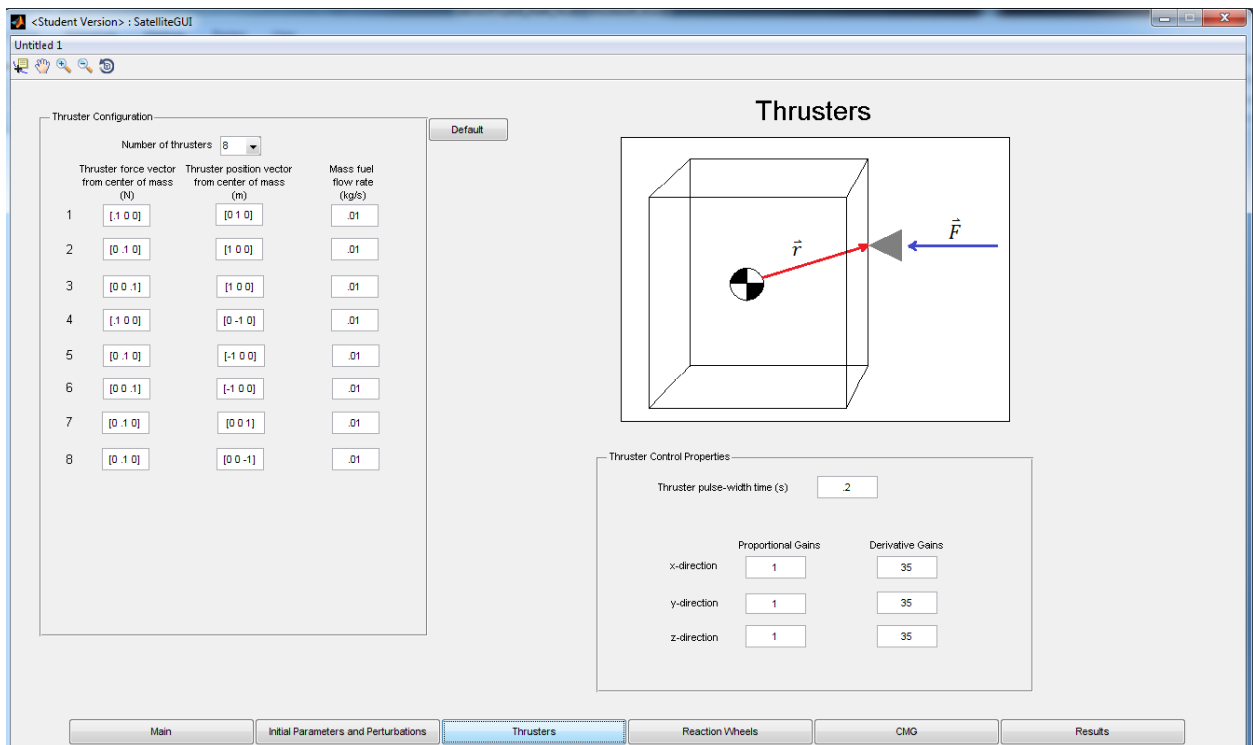 <Student Version> : SatelliteGUI
Untitled 1
Thruster Configuration
Default
Number of thrusters 8
Thruster force vector from center of mass (N)
Thruster position vector from center of mass (m)
Mass fuel flow rate (kg/s)
1 [.1 0 0] [0 1 0] .01
2 [0 .1 0] [1 0 0] .01
3 [0 0 .1] [1 0 0] .01
4 [.1 0 0] [0 -1 0] .01
5 [0 .1 0] [-1 0 0] .01
6 [0 0 .1] [-1 0 0] .01
7 [0 .1 0] [0 0 1] .01
8 [0 .1 0] [0 0 -1] .01
Thrusters
r⃗
F⃗
Thruster Control Properties
Thruster pulse-width time (s) .2
Proportional Gains Derivative Gains
x-direction 1 35
y-direction 1 35
z-direction 1 35
Main Initial Parameters and Perturbations Thrusters Reaction Wheels CMG Results